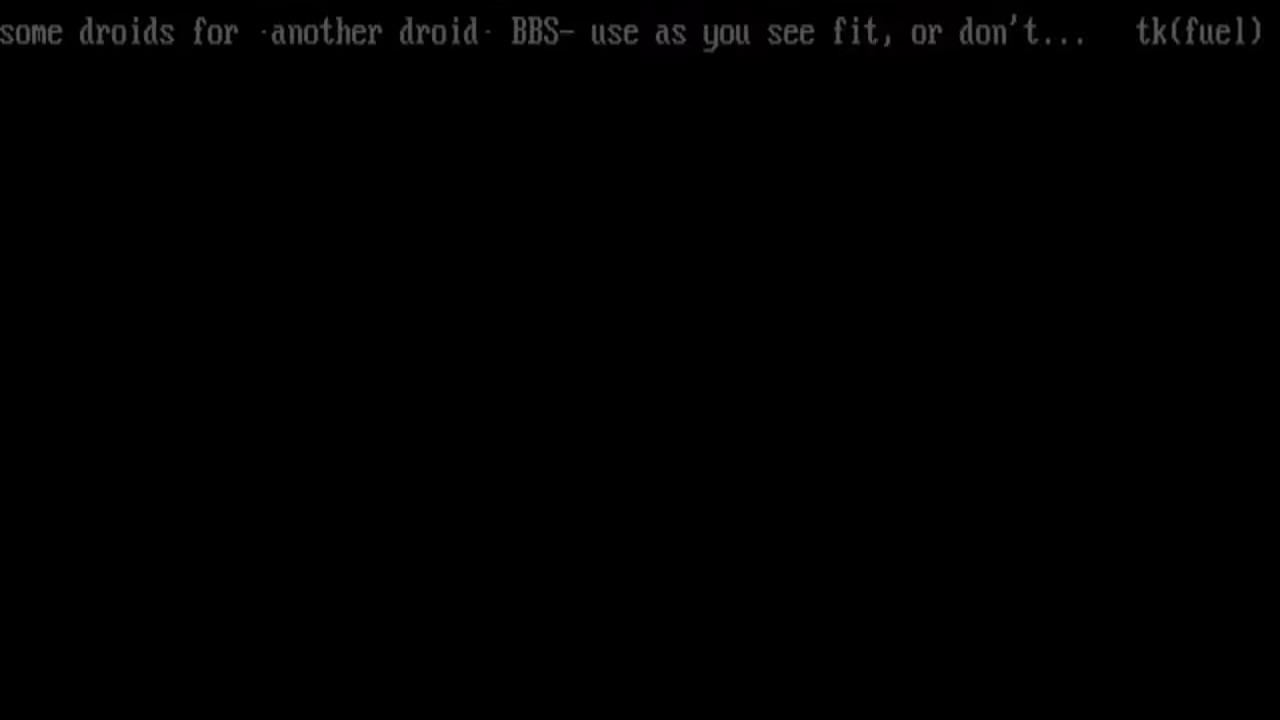 some droids for ·another droid· BBS- use as you see fit, or don't... tk(fuel)